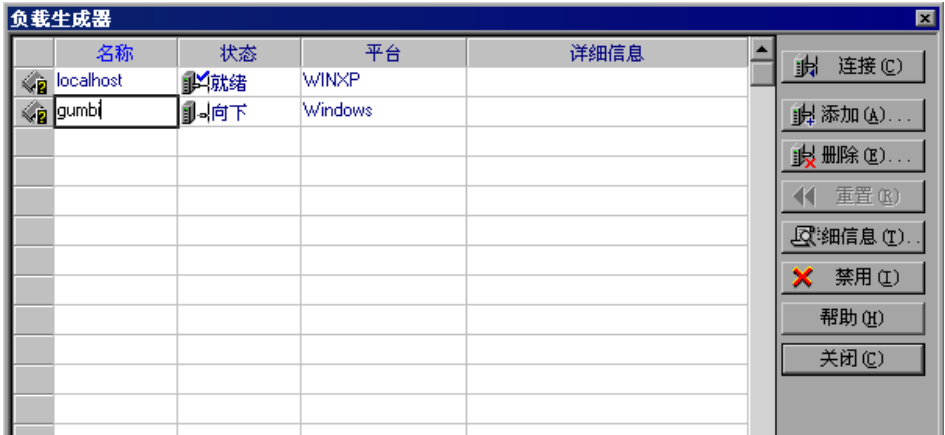 负载生成器
名称 状态 平台 详细信息
localhost 就绪 WINXP
gumbi 向下 Windows
连接(C)
添加(A)...
删除(E)...
重置(R)
细信息(T)..
禁用(I)
帮助(H)
关闭(C)